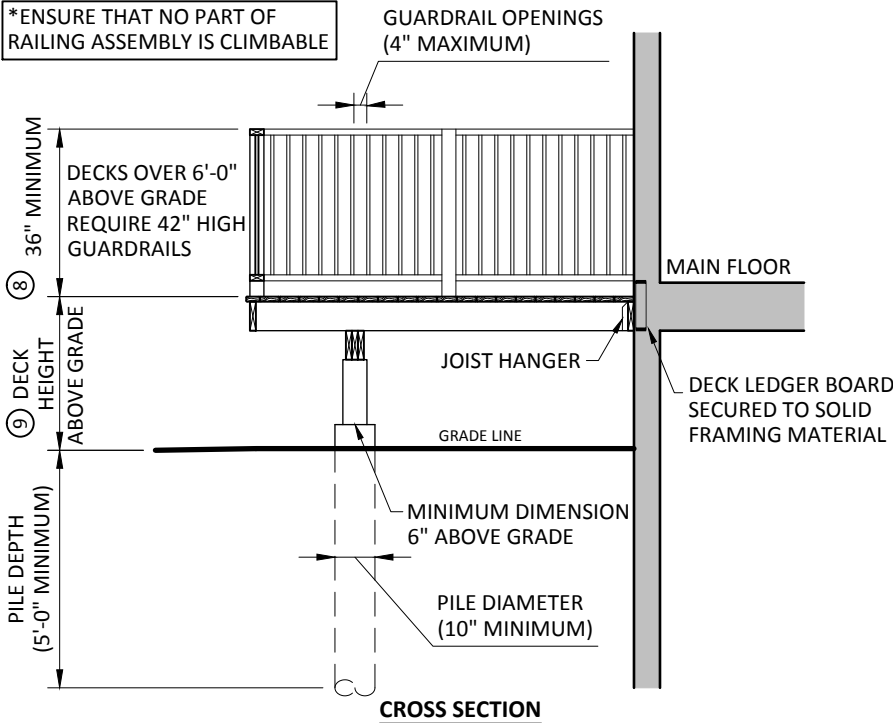 *ENSURE THAT NO PART OF
RAILING ASSEMBLY IS CLIMBABLE
GUARDRAIL OPENINGS
(4" MAXIMUM)
8
36" MINIMUM
DECKS OVER 6'-0"
ABOVE GRADE
REQUIRE 42" HIGH
GUARDRAILS
MAIN FLOOR
9 DECK
HEIGHT
ABOVE GRADE
JOIST HANGER
DECK LEDGER BOARD
SECURED TO SOLID
FRAMING MATERIAL
GRADE LINE
MINIMUM DIMENSION
6" ABOVE GRADE
PILE DEPTH
(5'-0" MINIMUM)
PILE DIAMETER
(10" MINIMUM)
CROSS SECTION